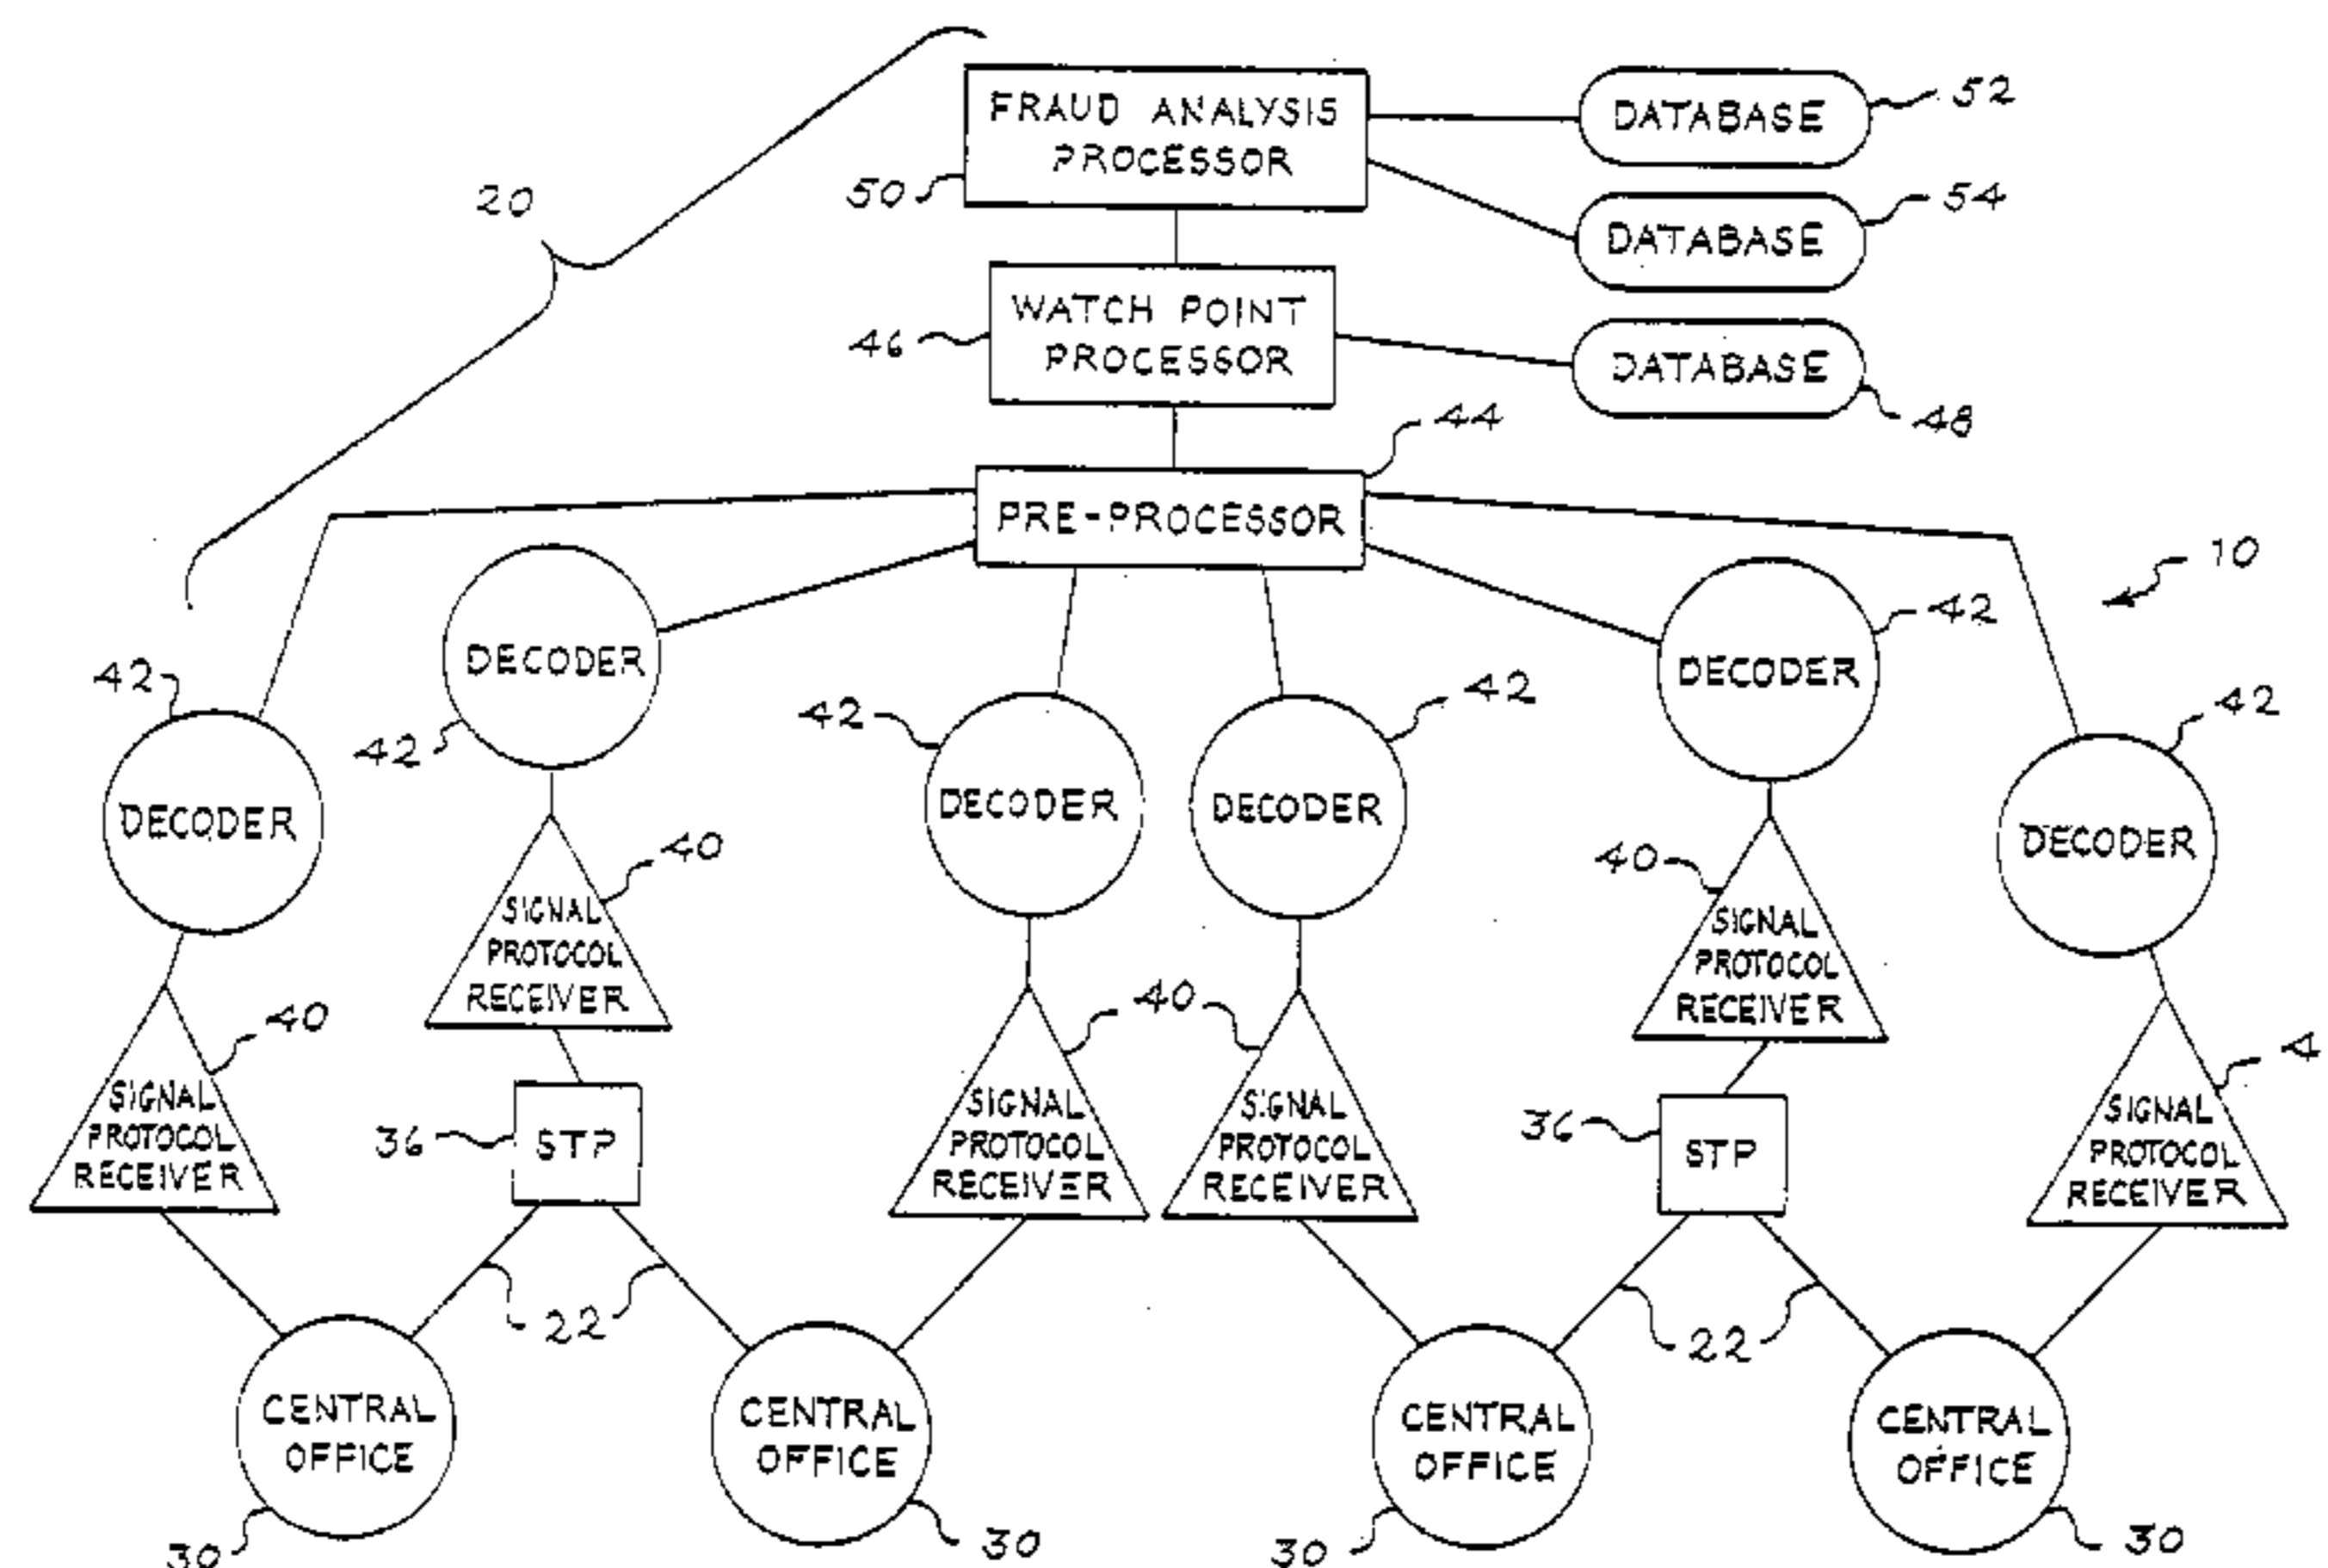 FRAUD ANALYSIS
PROCESSOR
50
DATABASE
52
DATABASE
54
20
WATCH POINT
PROCESSOR
46
DATABASE
48
44
PRE-PROCESSOR
10
DECODER
42
DECODER
42
DECODER
42
DECODER
42
DECODER
42
DECODER
42
SIGNAL
PROTOCOL
RECEIVER
40
SIGNAL
PROTOCOL
RECEIVER
40
SIGNAL
PROTOCOL
RECEIVER
40
SIGNAL
PROTOCOL
RECEIVER
SIGNAL
PROTOCOL
RECEIVER
40
SIGNAL
PROTOCOL
RECEIVER
4
36
STP
36
STP
22
22
CENTRAL
OFFICE
30
CENTRAL
OFFICE
30
CENTRAL
OFFICE
30
CENTRAL
OFFICE
30